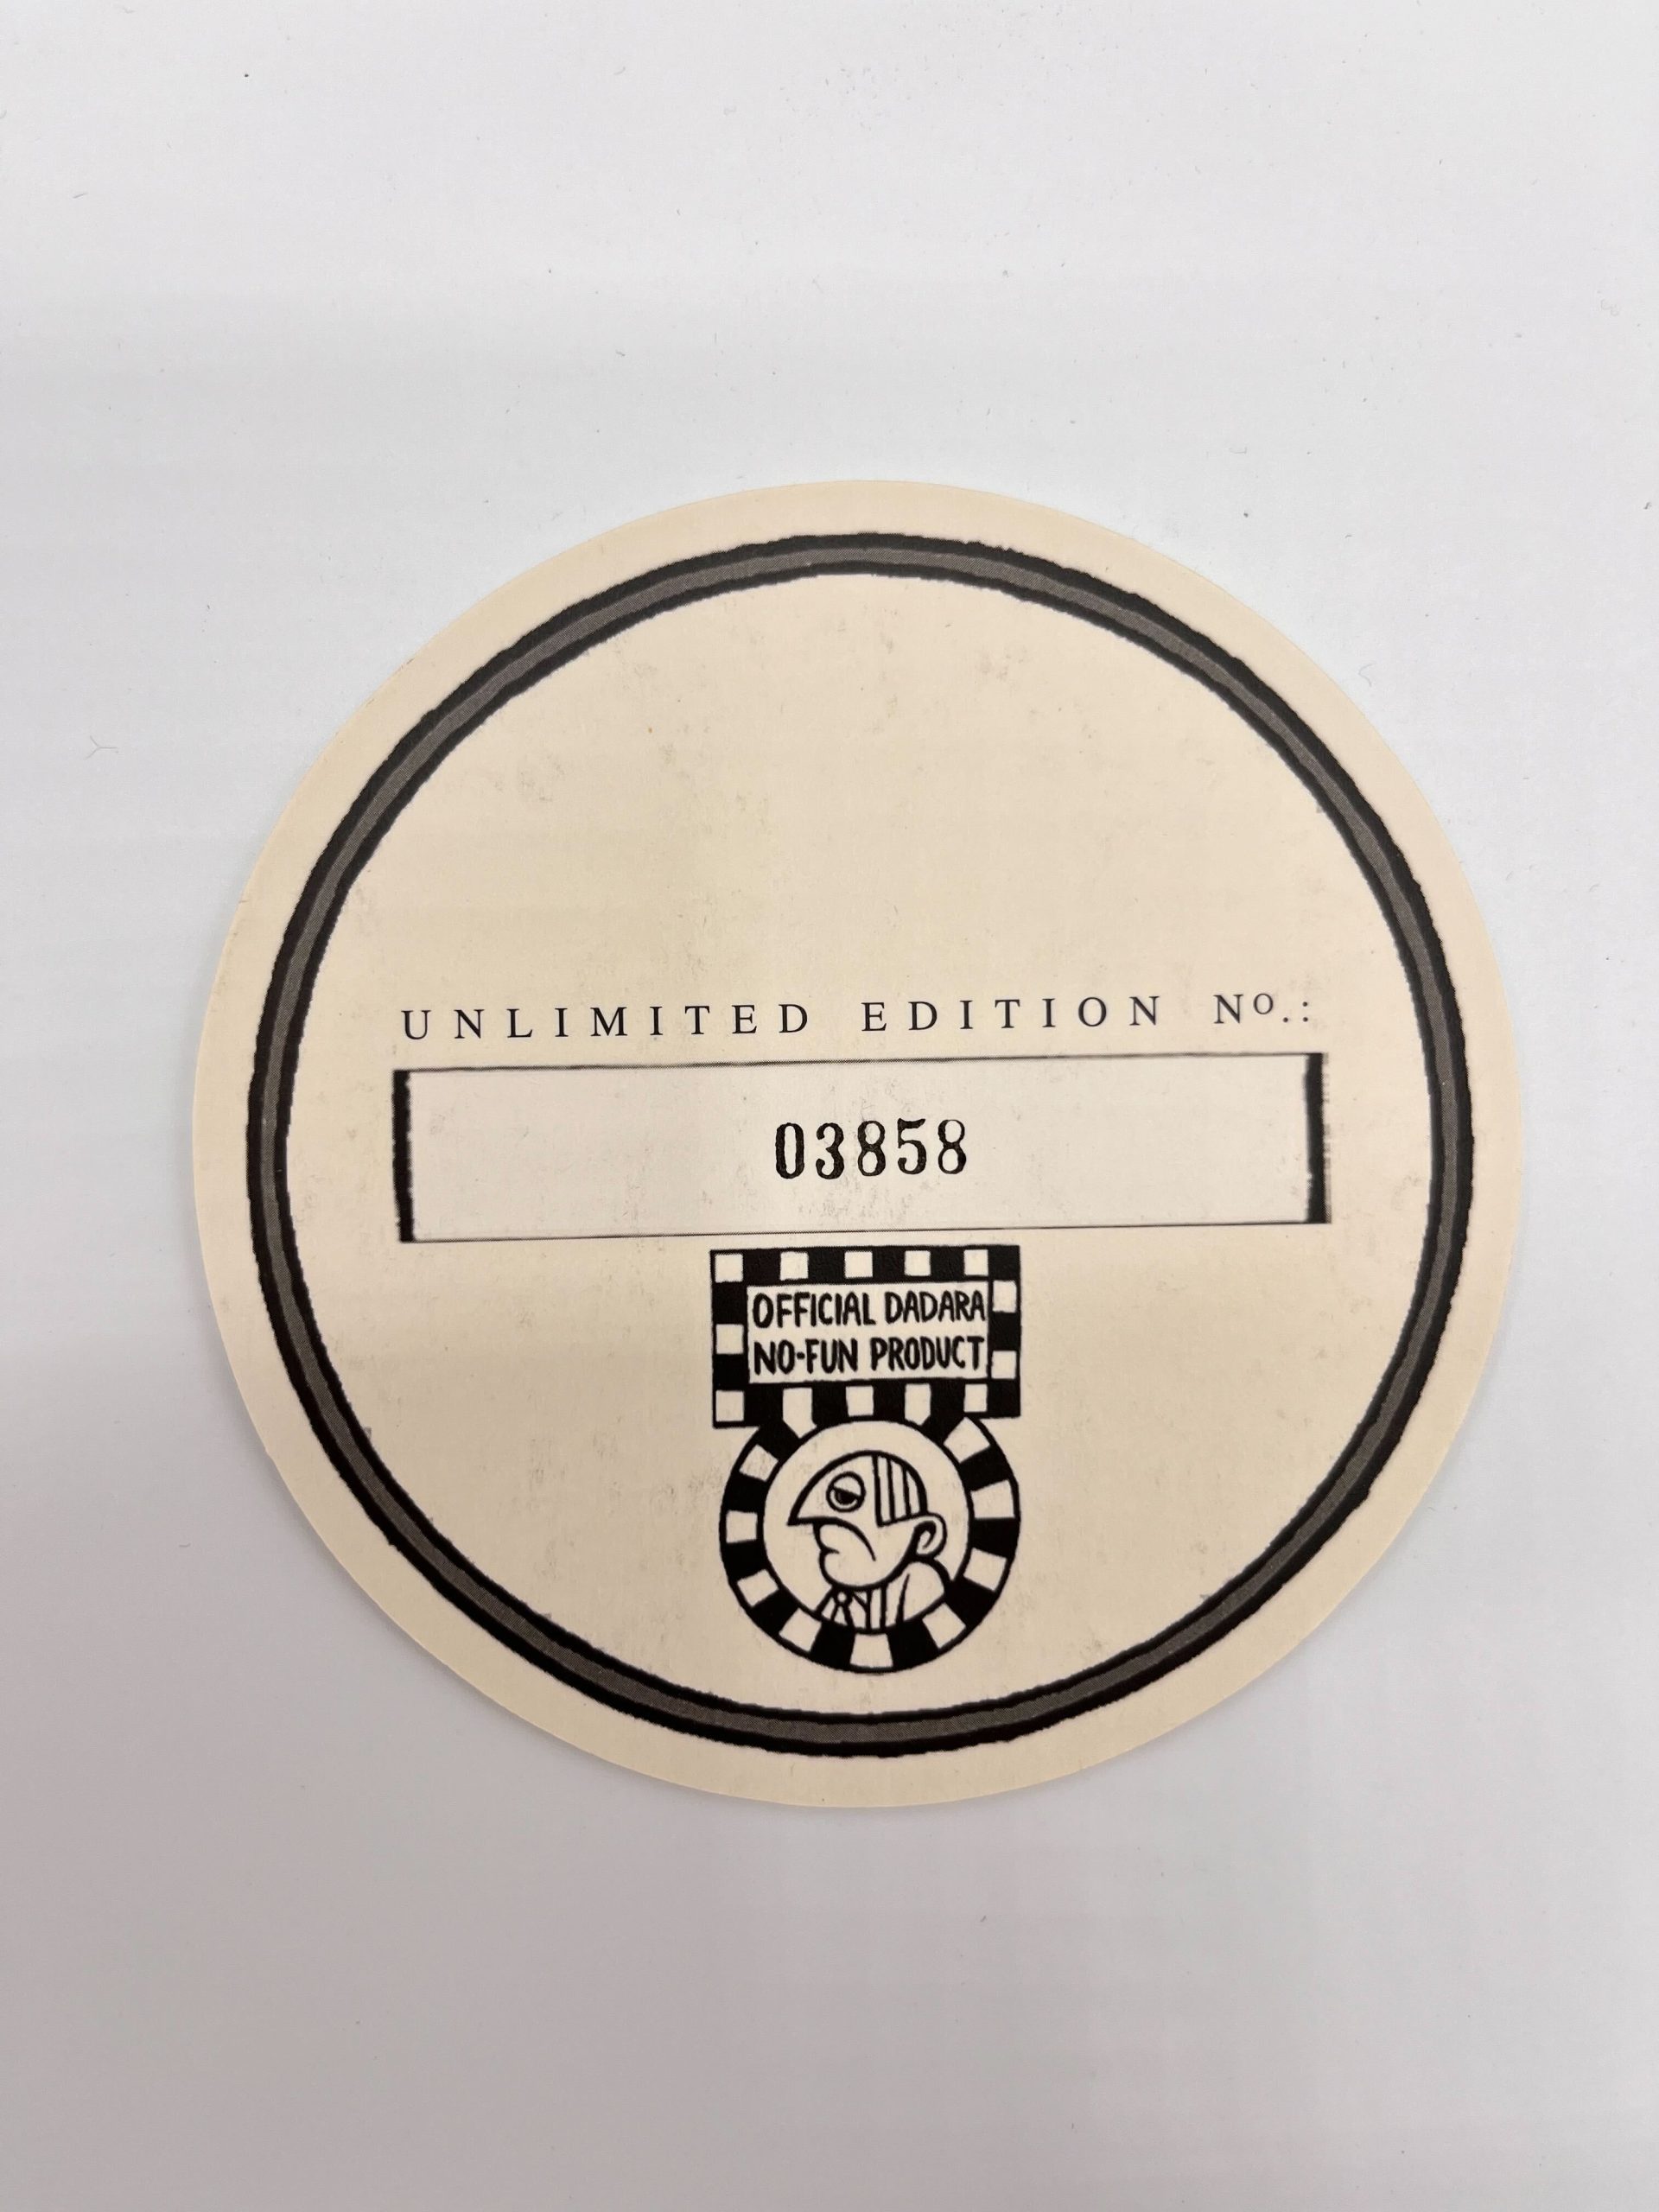 UNLIMITED EDITION Nº.:
03858
OFFICIAL DADARA
NO-FUN PRODUCT